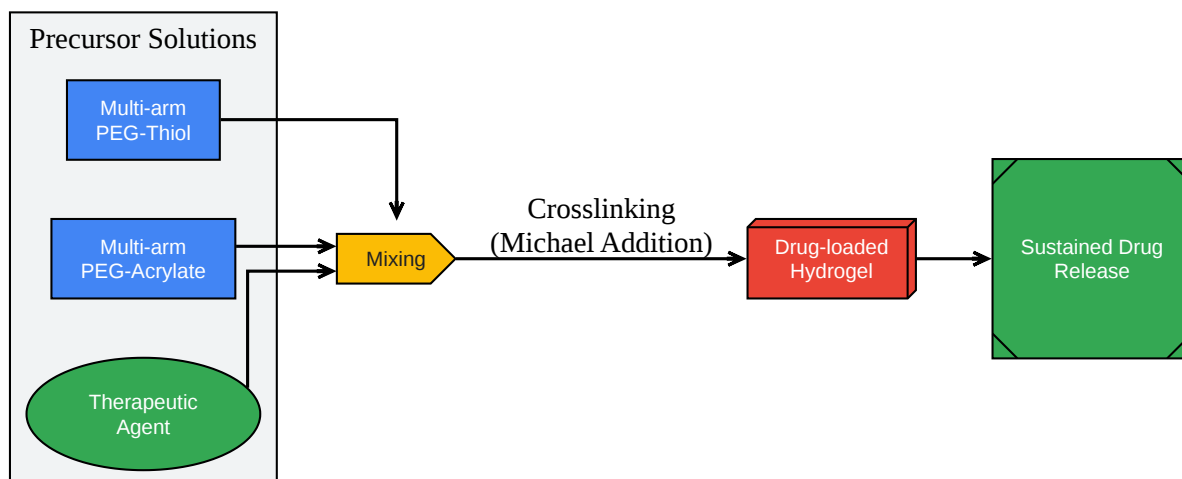 Precursor Solutions
Multi-arm
PEG-Thiol
Multi-arm
PEG-Acrylate
Therapeutic
Agent
Mixing
Crosslinking
(Michael Addition)
Drug-loaded
Hydrogel
Sustained Drug
Release